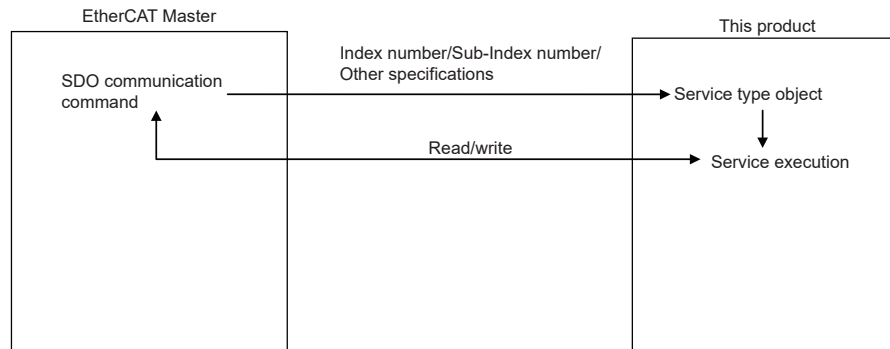 EtherCAT Master
This product
Index number/Sub-Index number/
Other specifications
SDO communication
command
Service type object
Read/write
Service execution